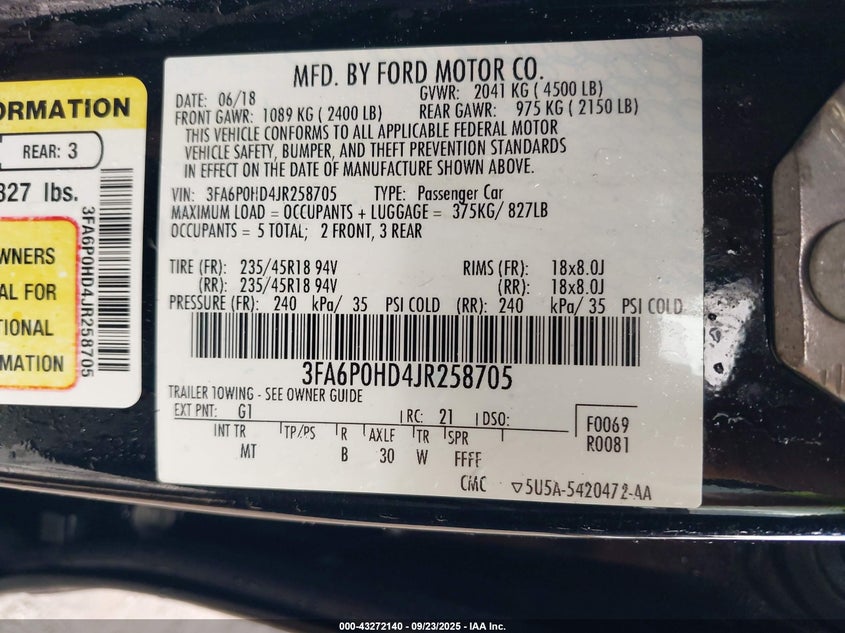 ORMATION
REAR: 3
827 lbs.
WNERS
AL FOR
TIONAL
MATION
3FA6P0HD4JR258705
MFD. BY FORD MOTOR CO.
DATE: 06/18 GVWR: 2041 KG ( 4500 LB)
FRONT GAWR: 1089 KG ( 2400 LB) REAR GAWR: 975 KG ( 2150 LB)
THIS VEHICLE CONFORMS TO ALL APPLICABLE FEDERAL MOTOR
VEHICLE SAFETY, BUMPER, AND THEFT PREVENTION STANDARDS
IN EFFECT ON THE DATE OF MANUFACTURE SHOWN ABOVE.
VIN: 3FA6P0HD4JR258705 TYPE: Passenger Car
MAXIMUM LOAD = OCCUPANTS + LUGGAGE = 375KG/ 827LB
OCCUPANTS = 5 TOTAL; 2 FRONT, 3 REAR
TIRE (FR): 235/45R18 94V RIMS (FR): 18x8.0J
(RR): 235/45R18 94V (RR): 18x8.0J
PRESSURE (FR): 240 kPa/ 35 PSI COLD (RR): 240 kPa/ 35 PSI COLD
3FA6P0HD4JR258705
TRAILER TOWING - SEE OWNER GUIDE
EXT PNT: G1 RC: 21 DSO: F0069
INT TR TP/PS R AXLE TR SPR R0081
MT B 30 W FFFF
CMC ▽5U5A-5420472-AA
000-43272140 - 09/23/2025 - IAA Inc.